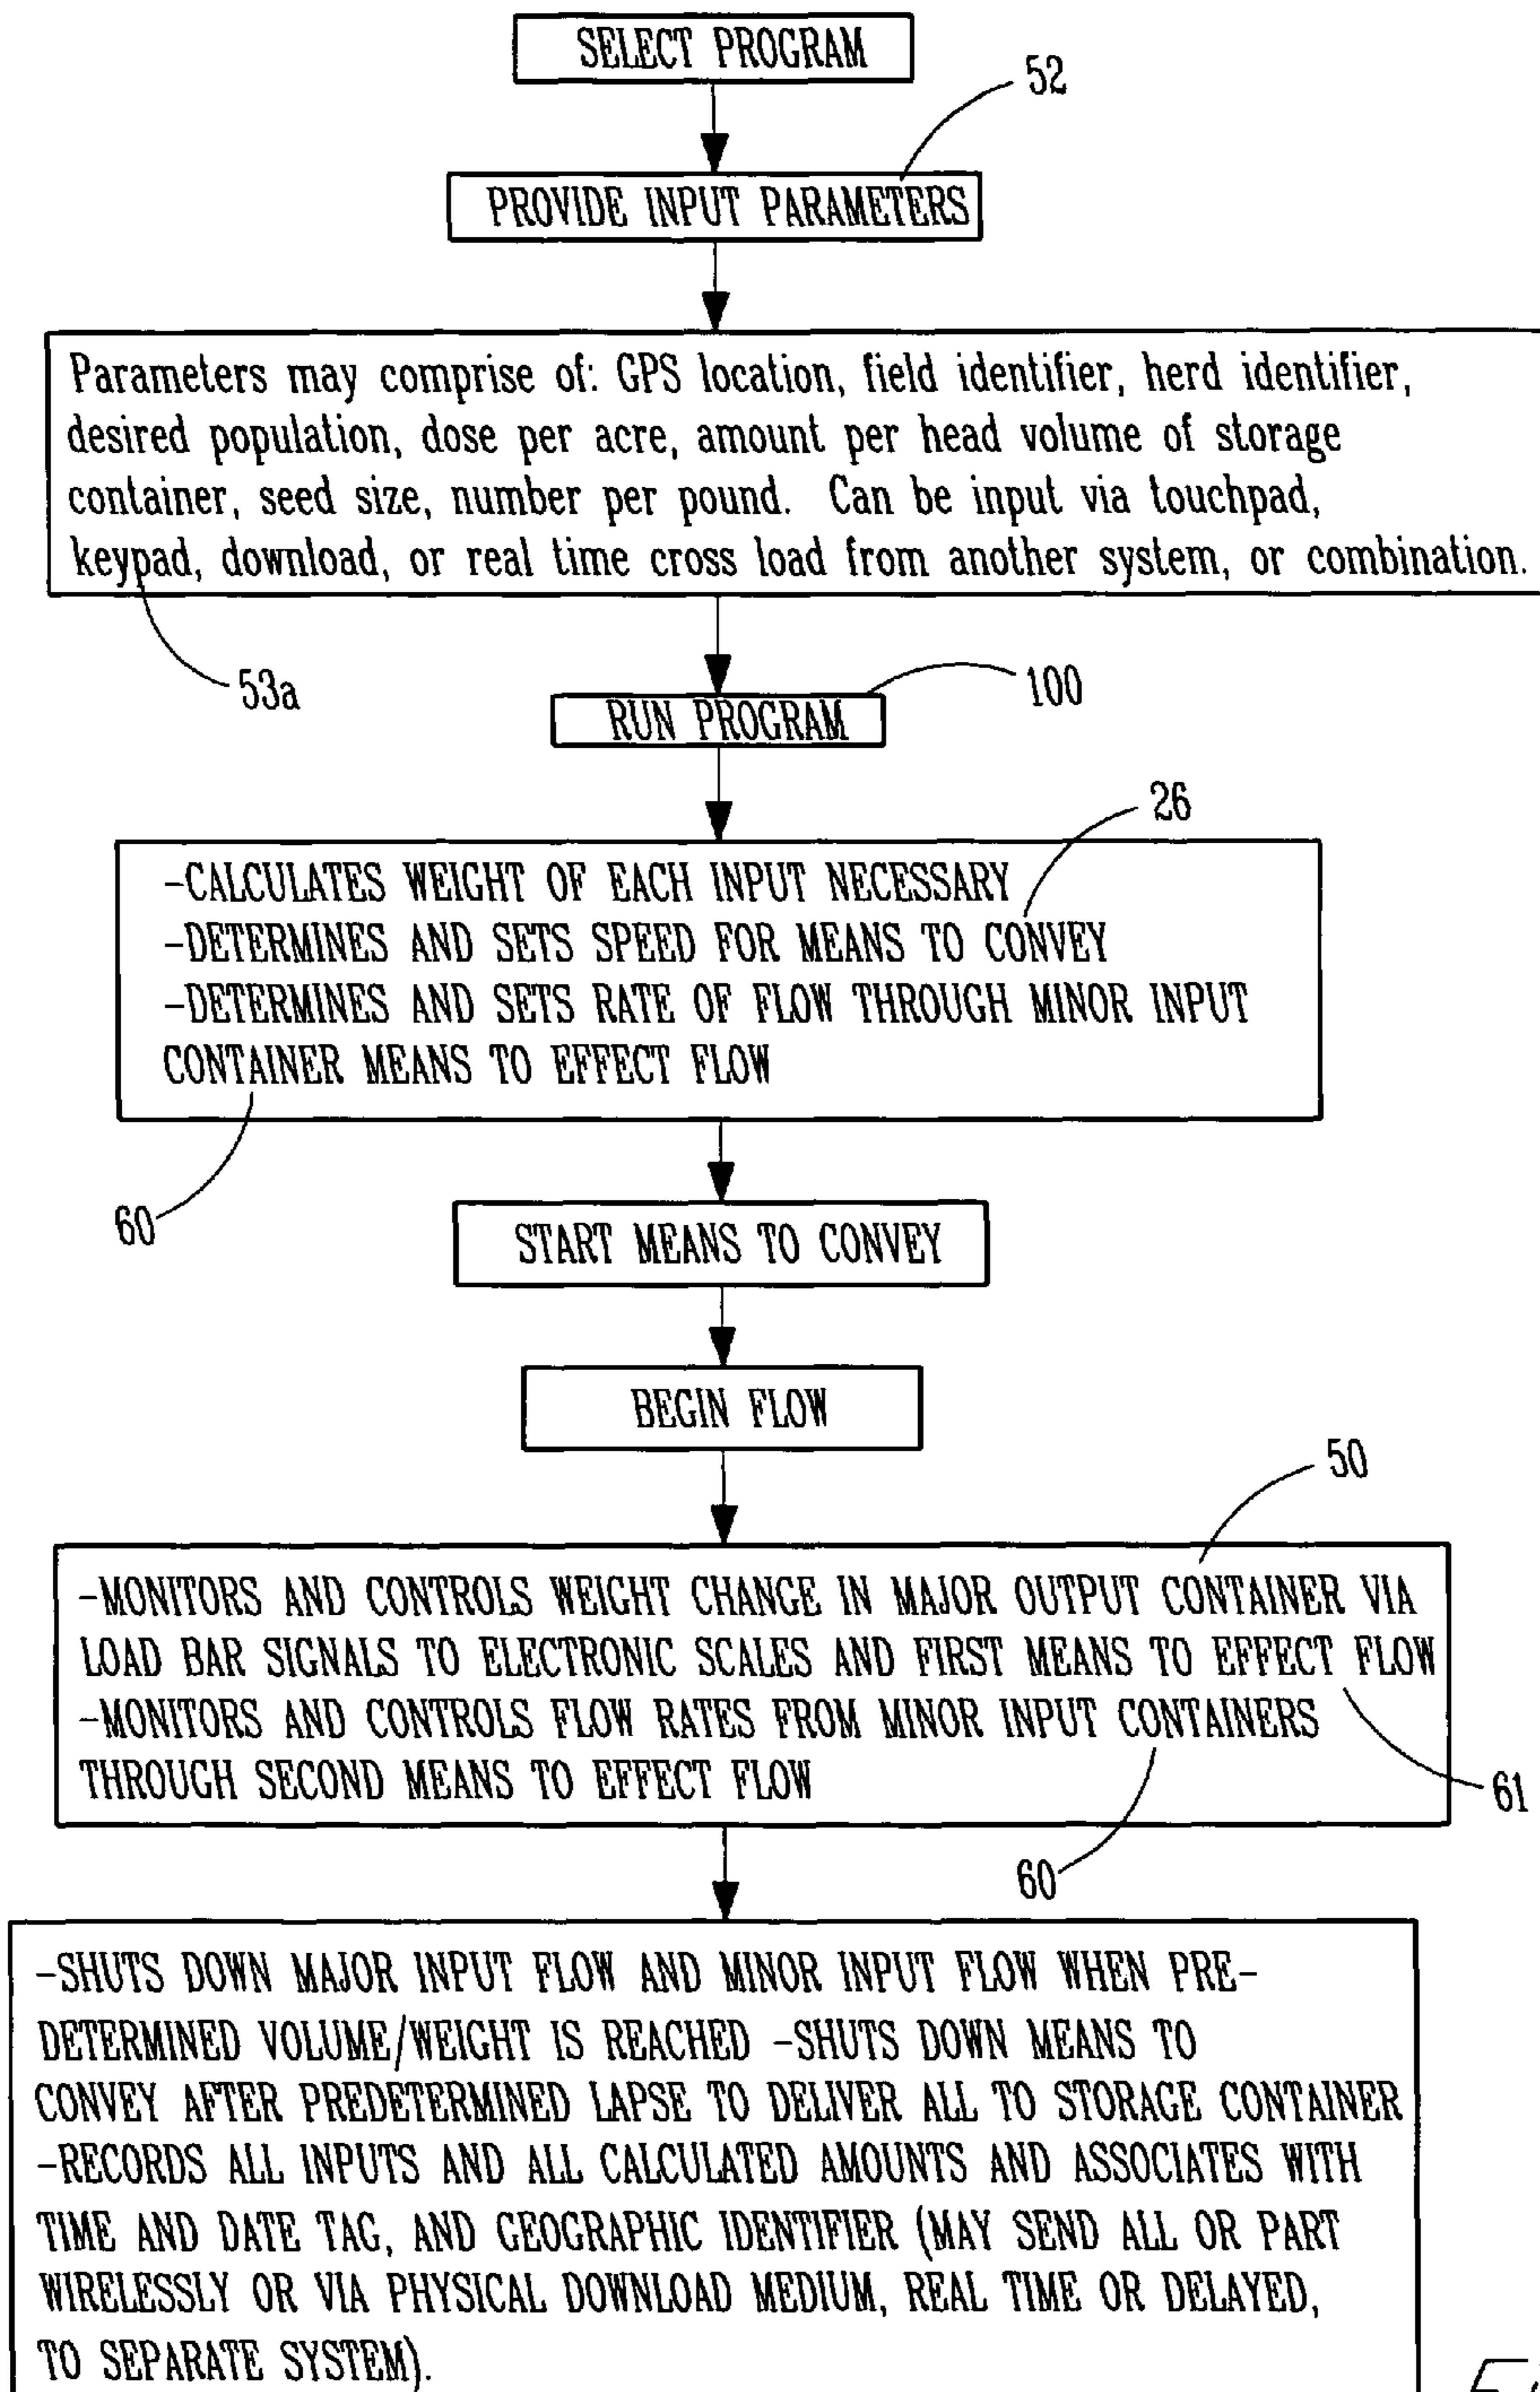 SELECT PROGRAM
52
PROVIDE INPUT PARAMETERS
Parameters may comprise of: GPS location, field identifier, herd identifier,
desired population, dose per acre, amount per head volume of storage
container, seed size, number per pound. Can be input via touchpad,
keypad, download, or real time cross load from another system, or combination.
53a
100
RUN PROGRAM
26
-CALCULATES WEIGHT OF EACH INPUT NECESSARY
-DETERMINES AND SETS SPEED FOR MEANS TO CONVEY
-DETERMINES AND SETS RATE OF FLOW THROUGH MINOR INPUT
CONTAINER MEANS TO EFFECT FLOW
60
START MEANS TO CONVEY
BEGIN FLOW
50
-MONITORS AND CONTROLS WEIGHT CHANGE IN MAJOR OUTPUT CONTAINER VIA
LOAD BAR SIGNALS TO ELECTRONIC SCALES AND FIRST MEANS TO EFFECT FLOW
-MONITORS AND CONTROLS FLOW RATES FROM MINOR INPUT CONTAINERS
THROUGH SECOND MEANS TO EFFECT FLOW
61
60
-SHUTS DOWN MAJOR INPUT FLOW AND MINOR INPUT FLOW WHEN PRE-
DETERMINED VOLUME/WEIGHT IS REACHED -SHUTS DOWN MEANS TO
CONVEY AFTER PREDETERMINED LAPSE TO DELIVER ALL TO STORAGE CONTAINER
-RECORDS ALL INPUTS AND ALL CALCULATED AMOUNTS AND ASSOCIATES WITH
TIME AND DATE TAG, AND GEOGRAPHIC IDENTIFIER (MAY SEND ALL OR PART
WIRELESSLY OR VIA PHYSICAL DOWNLOAD MEDIUM, REAL TIME OR DELAYED,
TO SEPARATE SYSTEM).